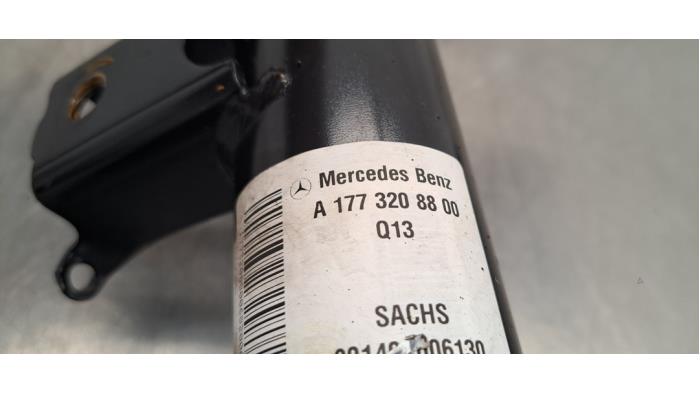 Mercedes Benz
A 177 320 88 00
Q13
SACHS